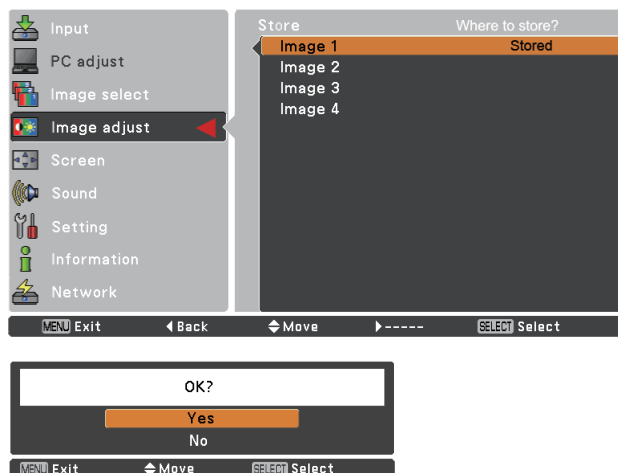 Input
PC adjust
Image select
Image adjust
Screen
Sound
Setting
Information
Network
Store Where to store?
Image 1 Stored
Image 2
Image 3
Image 4
MENU Exit Back Move ----- SELECT Select
OK?
Yes
No
MENU Exit Move SELECT Select